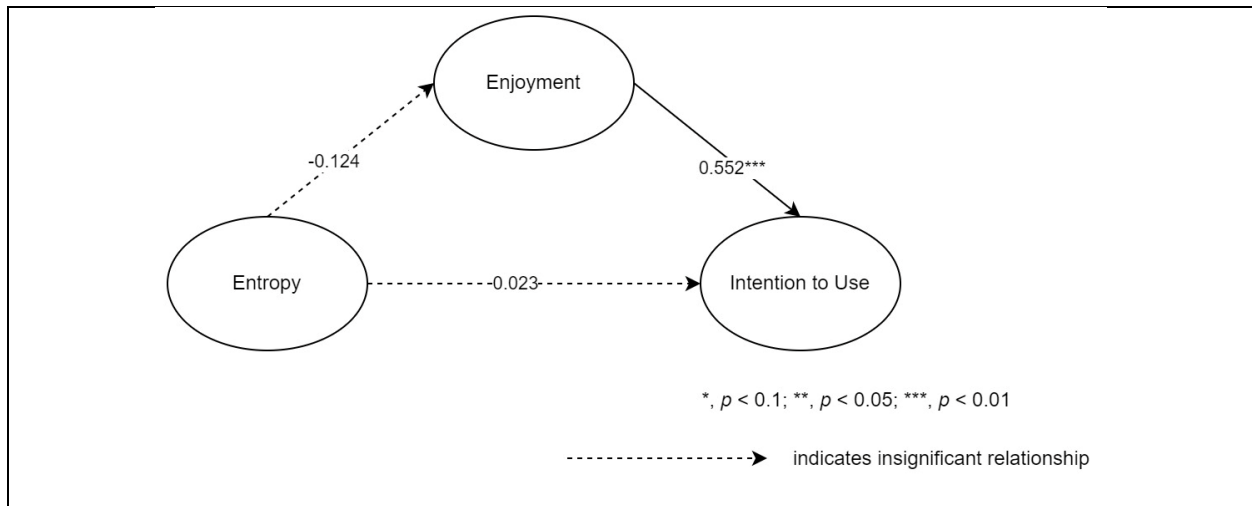 Enjoyment
-0.124
0.552***
Entropy
-0.023
Intention to Use
*, p < 0.1; **, p < 0.05; ***, p < 0.01
indicates insignificant relationship